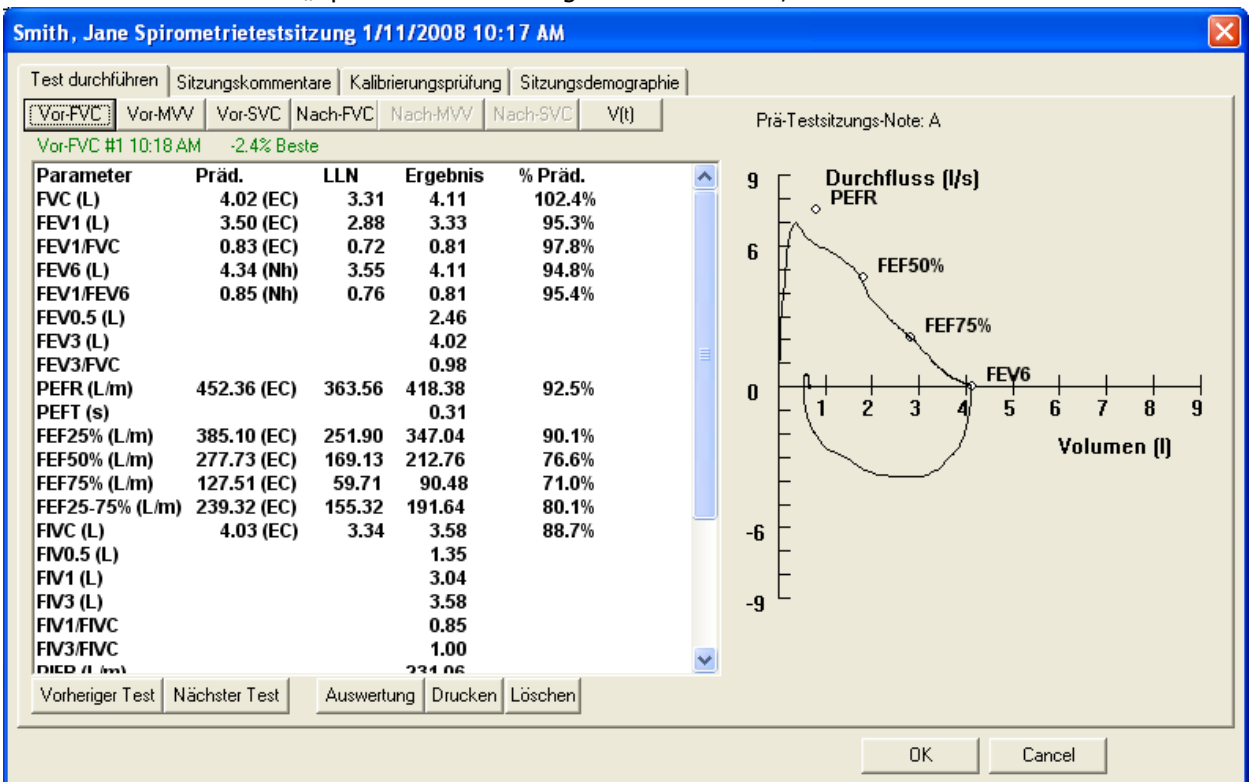 Smith, Jane Spirometrietestsitzung 1/11/2008 10:17 AM
Test durchführen Sitzungskommentare Kalibrierungsprüfung Sitzungsdemographie
Vor-FVC Vor-MVV Vor-SVC Nach-FVC Nach-MVV Nach-SVC V(t)
Vor-FVC #1 10:18 AM -2.4% Beste
Parameter Präd. LLN Ergebnis % Präd.
FVC (L) 4.02 (EC) 3.31 4.11 102.4%
FEV1 (L) 3.50 (EC) 2.88 3.33 95.3%
FEV1/FVC 0.83 (EC) 0.72 0.81 97.8%
FEV6 (L) 4.34 (Nh) 3.55 4.11 94.8%
FEV1/FEV6 0.85 (Nh) 0.76 0.81 95.4%
FEV0.5 (L) 2.46
FEV3 (L) 4.02
FEV3/FVC 0.98
PEFR (L/m) 452.36 (EC) 363.56 418.38 92.5%
PEFT (s) 0.31
FEF25% (L/m) 385.10 (EC) 251.90 347.04 90.1%
FEF50% (L/m) 277.73 (EC) 169.13 212.76 76.6%
FEF75% (L/m) 127.51 (EC) 59.71 90.48 71.0%
FEF25-75% (L/m) 239.32 (EC) 155.32 191.64 80.1%
FIVC (L) 4.03 (EC) 3.34 3.58 88.7%
FIV0.5 (L) 1.35
FIV1 (L) 3.04
FIV3 (L) 3.58
FIV1/FIVC 0.85
FIV3/FIVC 1.00
PIFR (L/m) 231.06
Vorheriger Test Nächster Test Auswertung Drucken Löschen
Prä-Testsitzungs-Note: A
9 Durchfluss (l/s)
PEFR
6
FEF50%
FEF75%
FEV6
0
1 2 3 4 5 6 7 8 9
Volumen (l)
-6
-9
OK Cancel